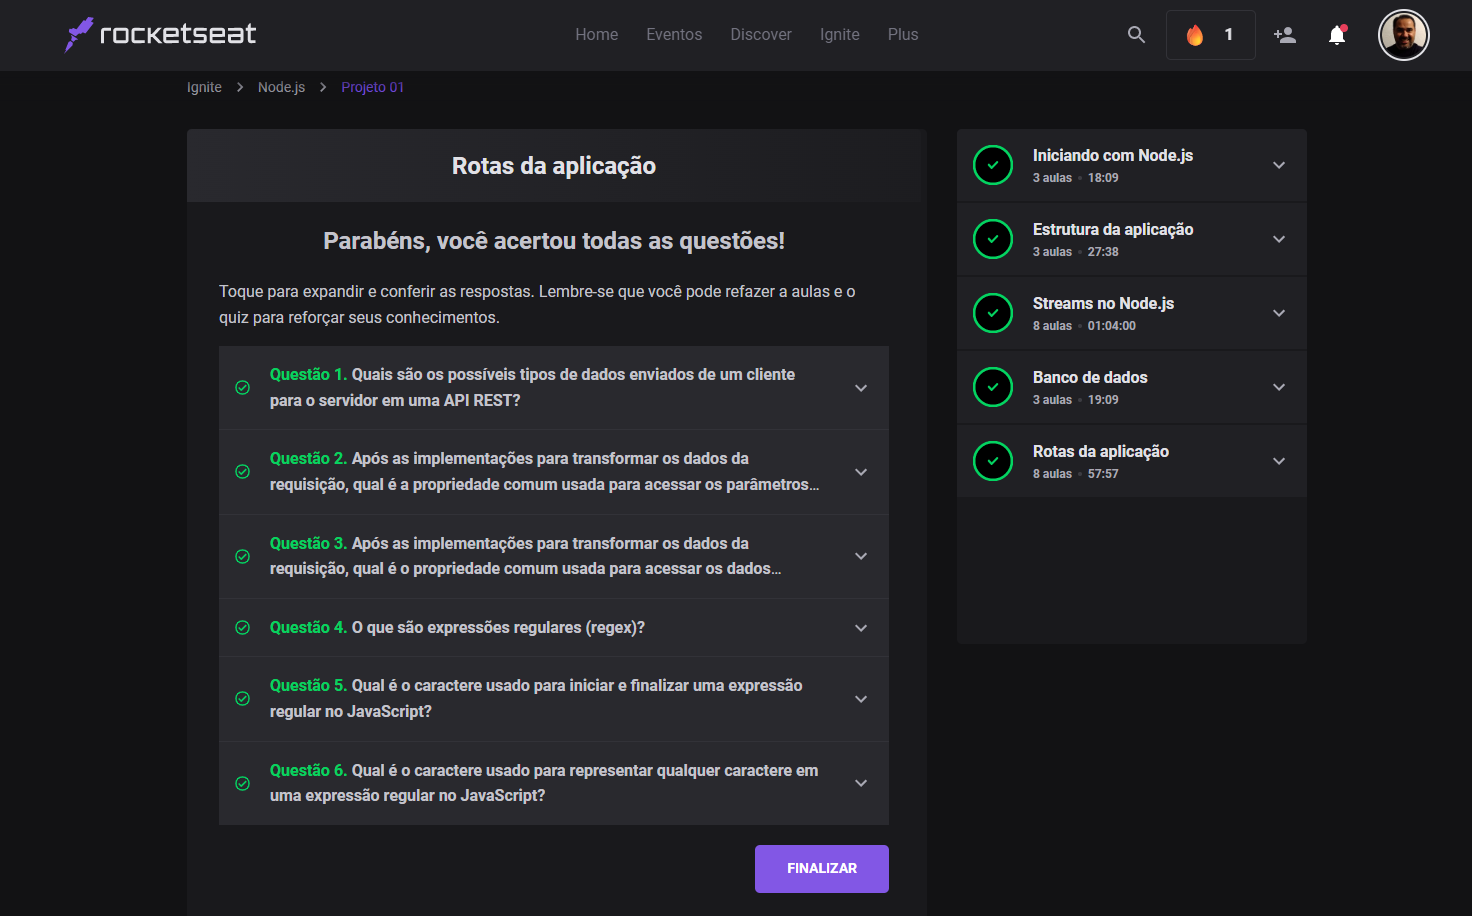 rocketseat
Home Eventos Discover Ignite Plus
1
Ignite Node.js Projeto 01
Rotas da aplicação
Parabéns, você acertou todas as questões!
Toque para expandir e conferir as respostas. Lembre-se que você pode refazer a aulas e o
quiz para reforçar seus conhecimentos.
Questão 1. Quais são os possíveis tipos de dados enviados de um cliente
para o servidor em uma API REST?
Questão 2. Após as implementações para transformar os dados da
requisição, qual é a propriedade comum usada para acessar os parâmetros...
Questão 3. Após as implementações para transformar os dados da
requisição, qual é o propriedade comum usada para acessar os dados...
Questão 4. O que são expressões regulares (regex)?
Questão 5. Qual é o caractere usado para iniciar e finalizar uma expressão
regular no JavaScript?
Questão 6. Qual é o caractere usado para representar qualquer caractere em
uma expressão regular no JavaScript?
FINALIZAR
Iniciando com Node.js
3 aulas • 18:09
Estrutura da aplicação
3 aulas • 27:38
Streams no Node.js
8 aulas • 01:04:00
Banco de dados
3 aulas • 19:09
Rotas da aplicação
8 aulas • 57:57